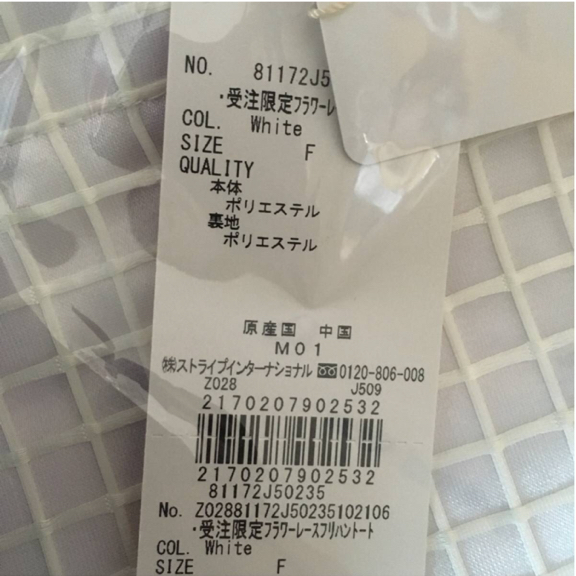 NO. 81172J5
・受注限定フラワーレ
COL. White
SIZE F
QUALITY
本体
ポリエステル
裏地
ポリエステル
原産国 中国
M01
㈱ストライプインターナショナル 0120-806-008
Z028 J509
2170207902532
2170207902532
81172J50235
No. Z02881172J50235102106
・受注限定フラワーレースフリハントート
COL. White
SIZE F